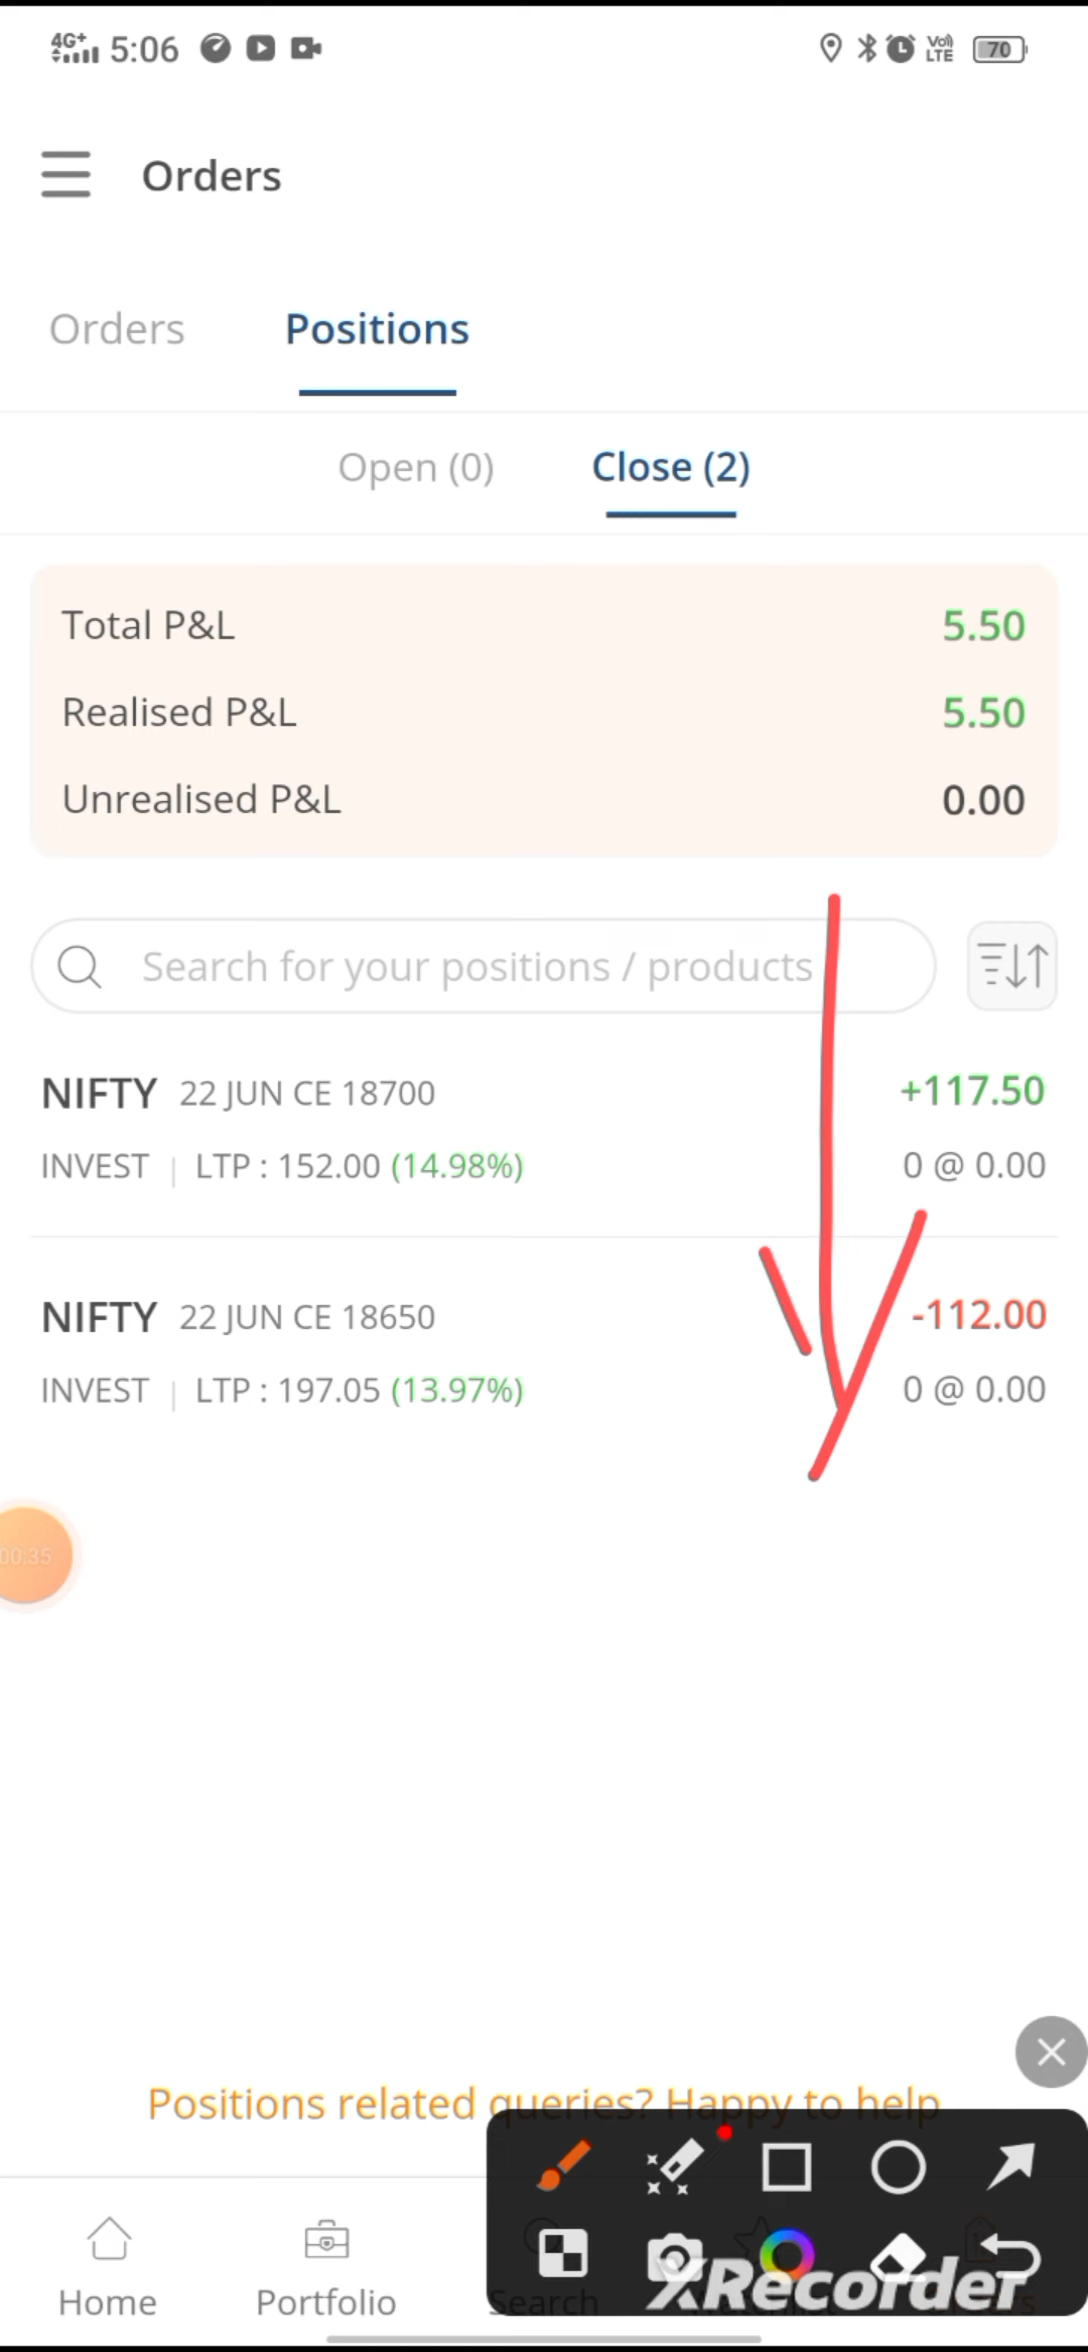 4G+ 5:06 Vo) LTE 70
Orders
Orders Positions
Open (0) Close (2)
Total P&L 5.50
Realised P&L 5.50
Unrealised P&L 0.00
Search for your positions / products
NIFTY 22 JUN CE 18700 +117.50
INVEST | LTP : 152.00 (14.98%) 0 @ 0.00
NIFTY 22 JUN CE 18650 -112.00
INVEST | LTP : 197.05 (13.97%) 0 @ 0.00
00:35
Positions related queries? Happy to help
XRecorder
Home Portfolio Search